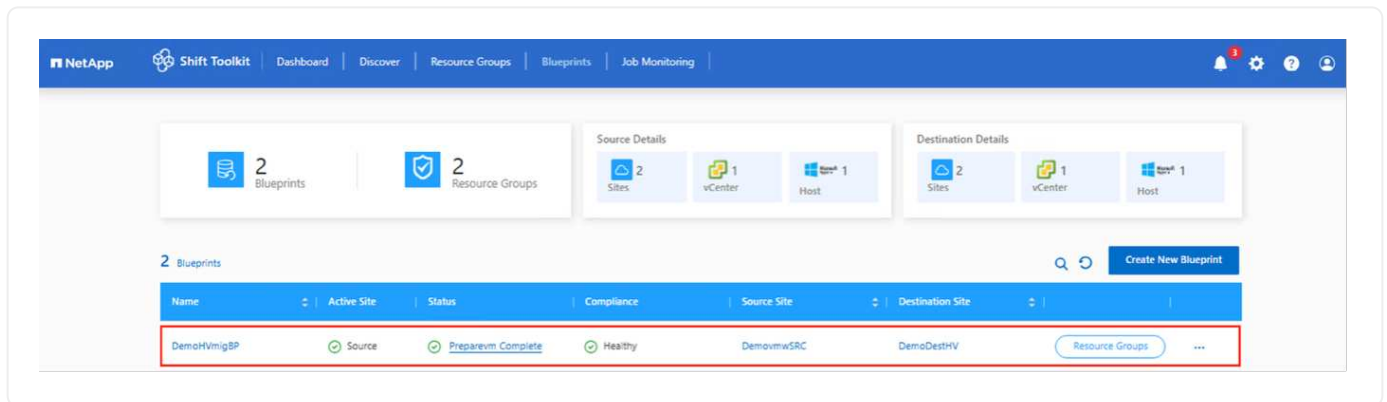 NetApp Shift Toolkit Dashboard Discover Resource Groups Blueprints Job Monitoring 3
2
Blueprints
2
Resource Groups
Source Details
2
Sites
1
vCenter
1
Host
Destination Details
2
Sites
1
vCenter
1
Host
2 Blueprints
Create New Blueprint
Name Active Site Status Compliance Source Site Destination Site
DemoHVmigBP Source Preparevm Complete Healthy DemovmwSRC DemoDestHV Resource Groups ...